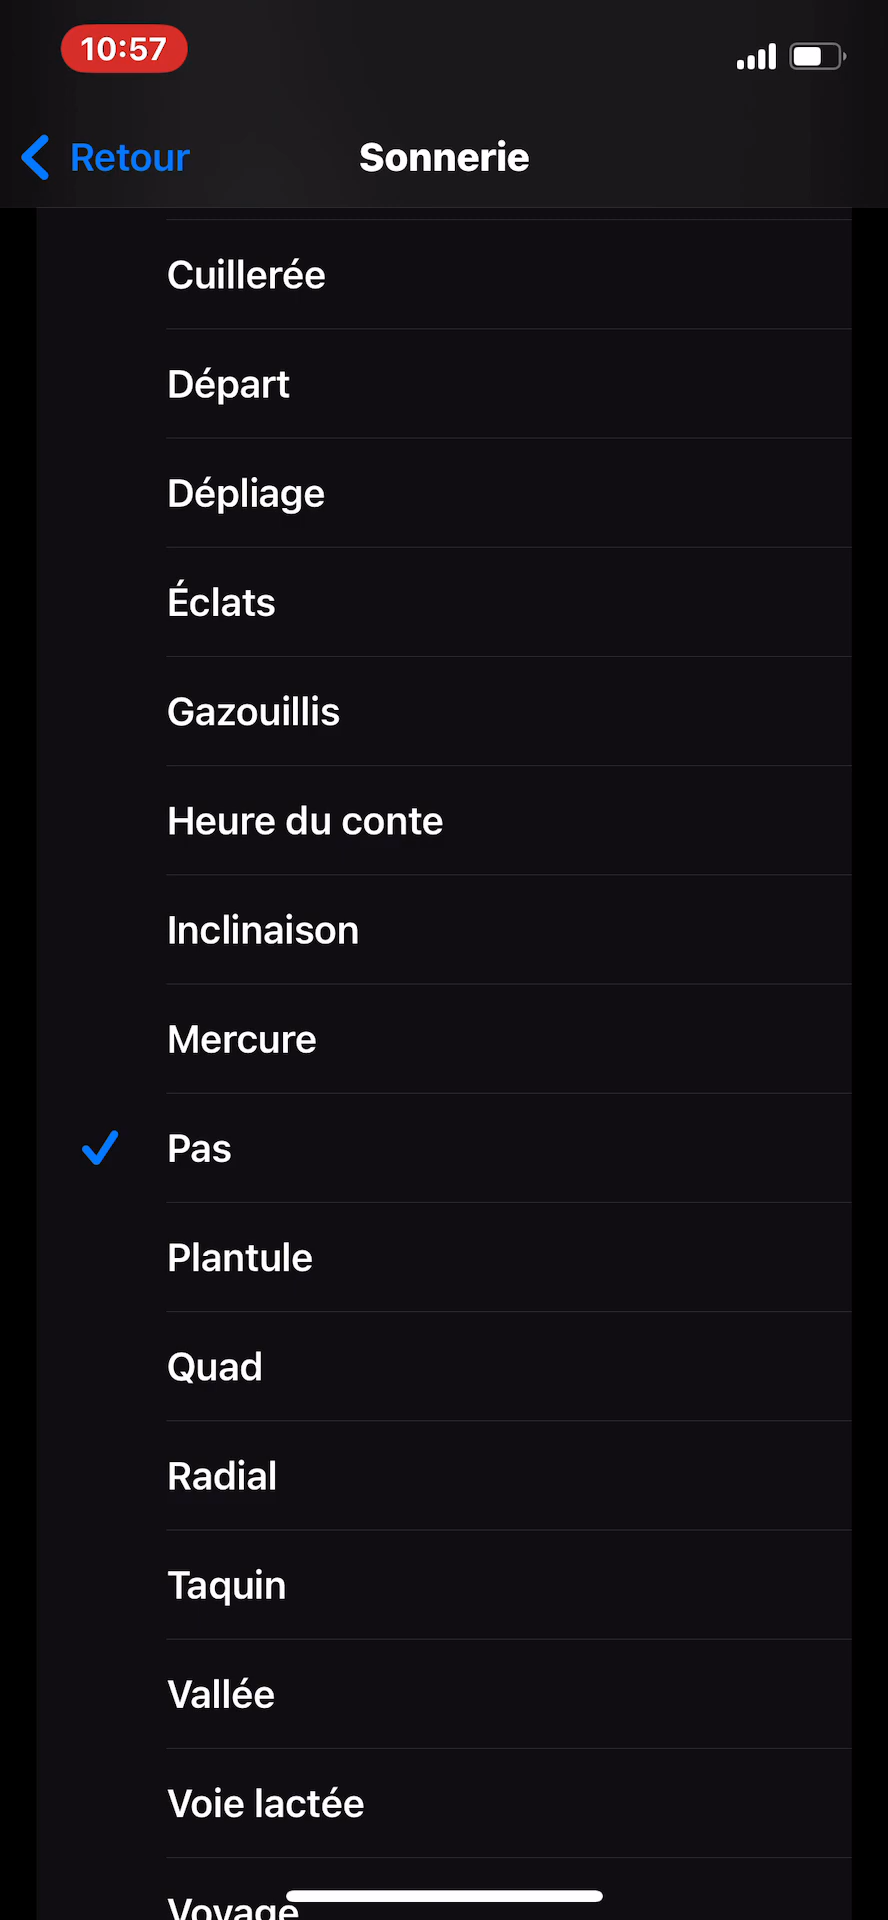 10:57
Retour
Sonnerie
Cuillerée
Départ
Dépliage
Éclats
Gazouillis
Heure du conte
Inclinaison
Mercure
Pas
Plantule
Quad
Radial
Taquin
Vallée
Voie lactée
Voyage